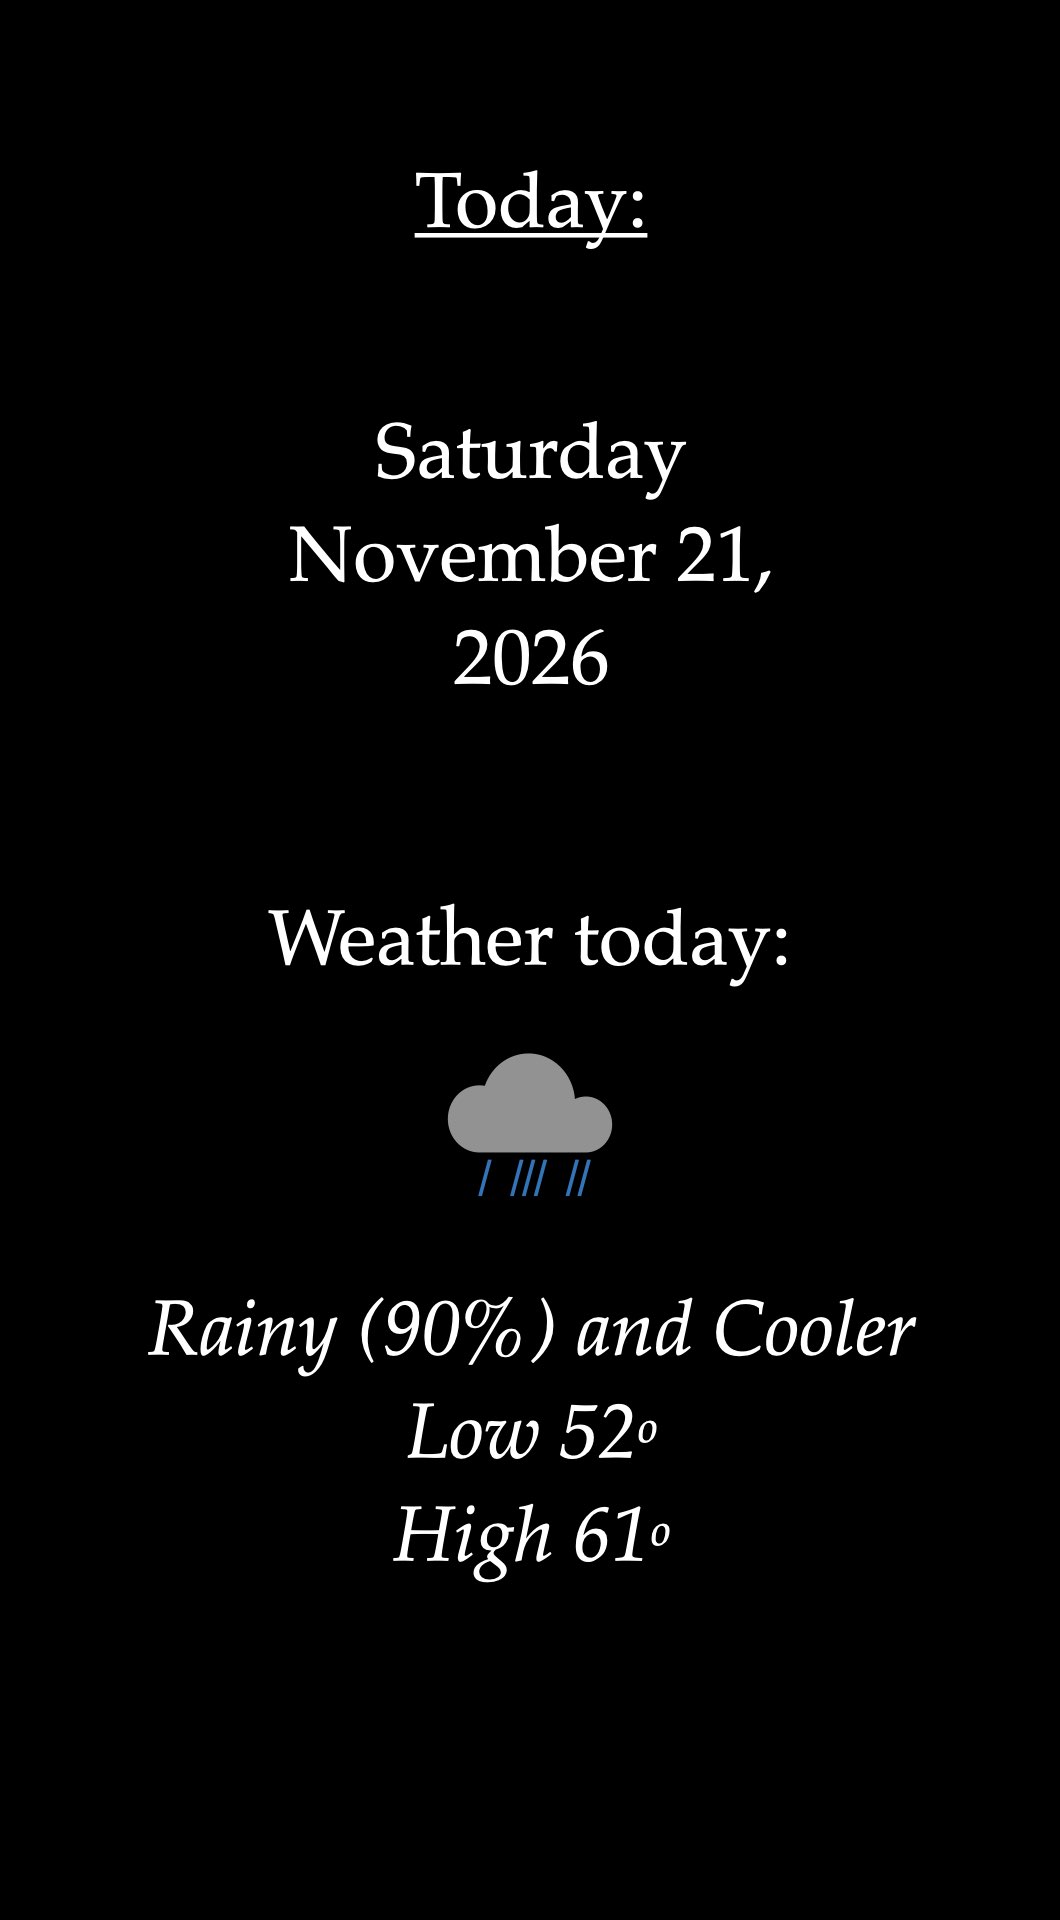 Today:
Saturday
November 21,
2026
Weather today:
Rainy (90%) and Cooler
Low 52º
High 61º